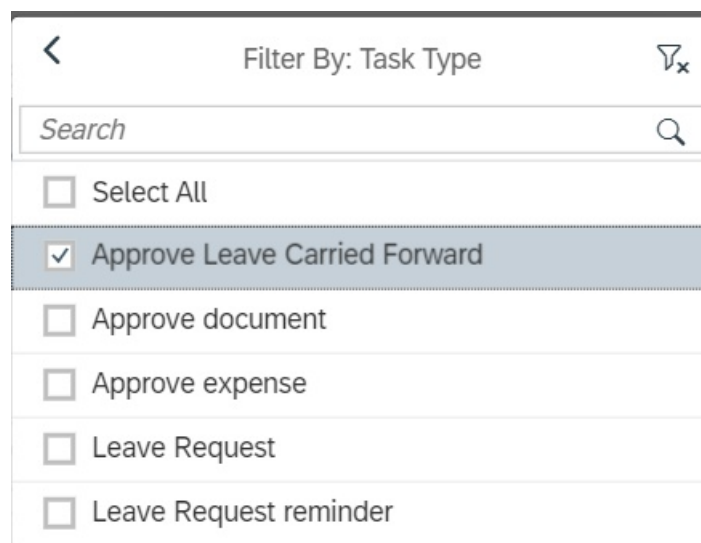 Filter By: Task Type
Search
Select All
Approve Leave Carried Forward
Approve document
Approve expense
Leave Request
Leave Request reminder